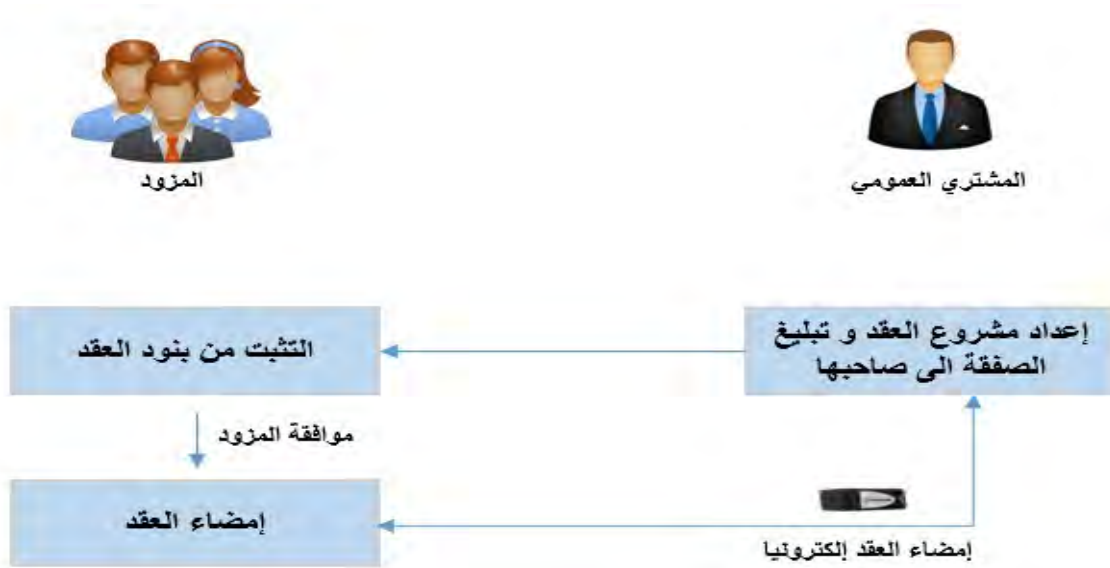 المشتري العمومي
المزود
إعداد مشروع العقد و تبليغ
الصفقة الى صاحبها
التثبت من بنود العقد
موافقة المزود
إمضاء العقد
إمضاء العقد إلكترونيا